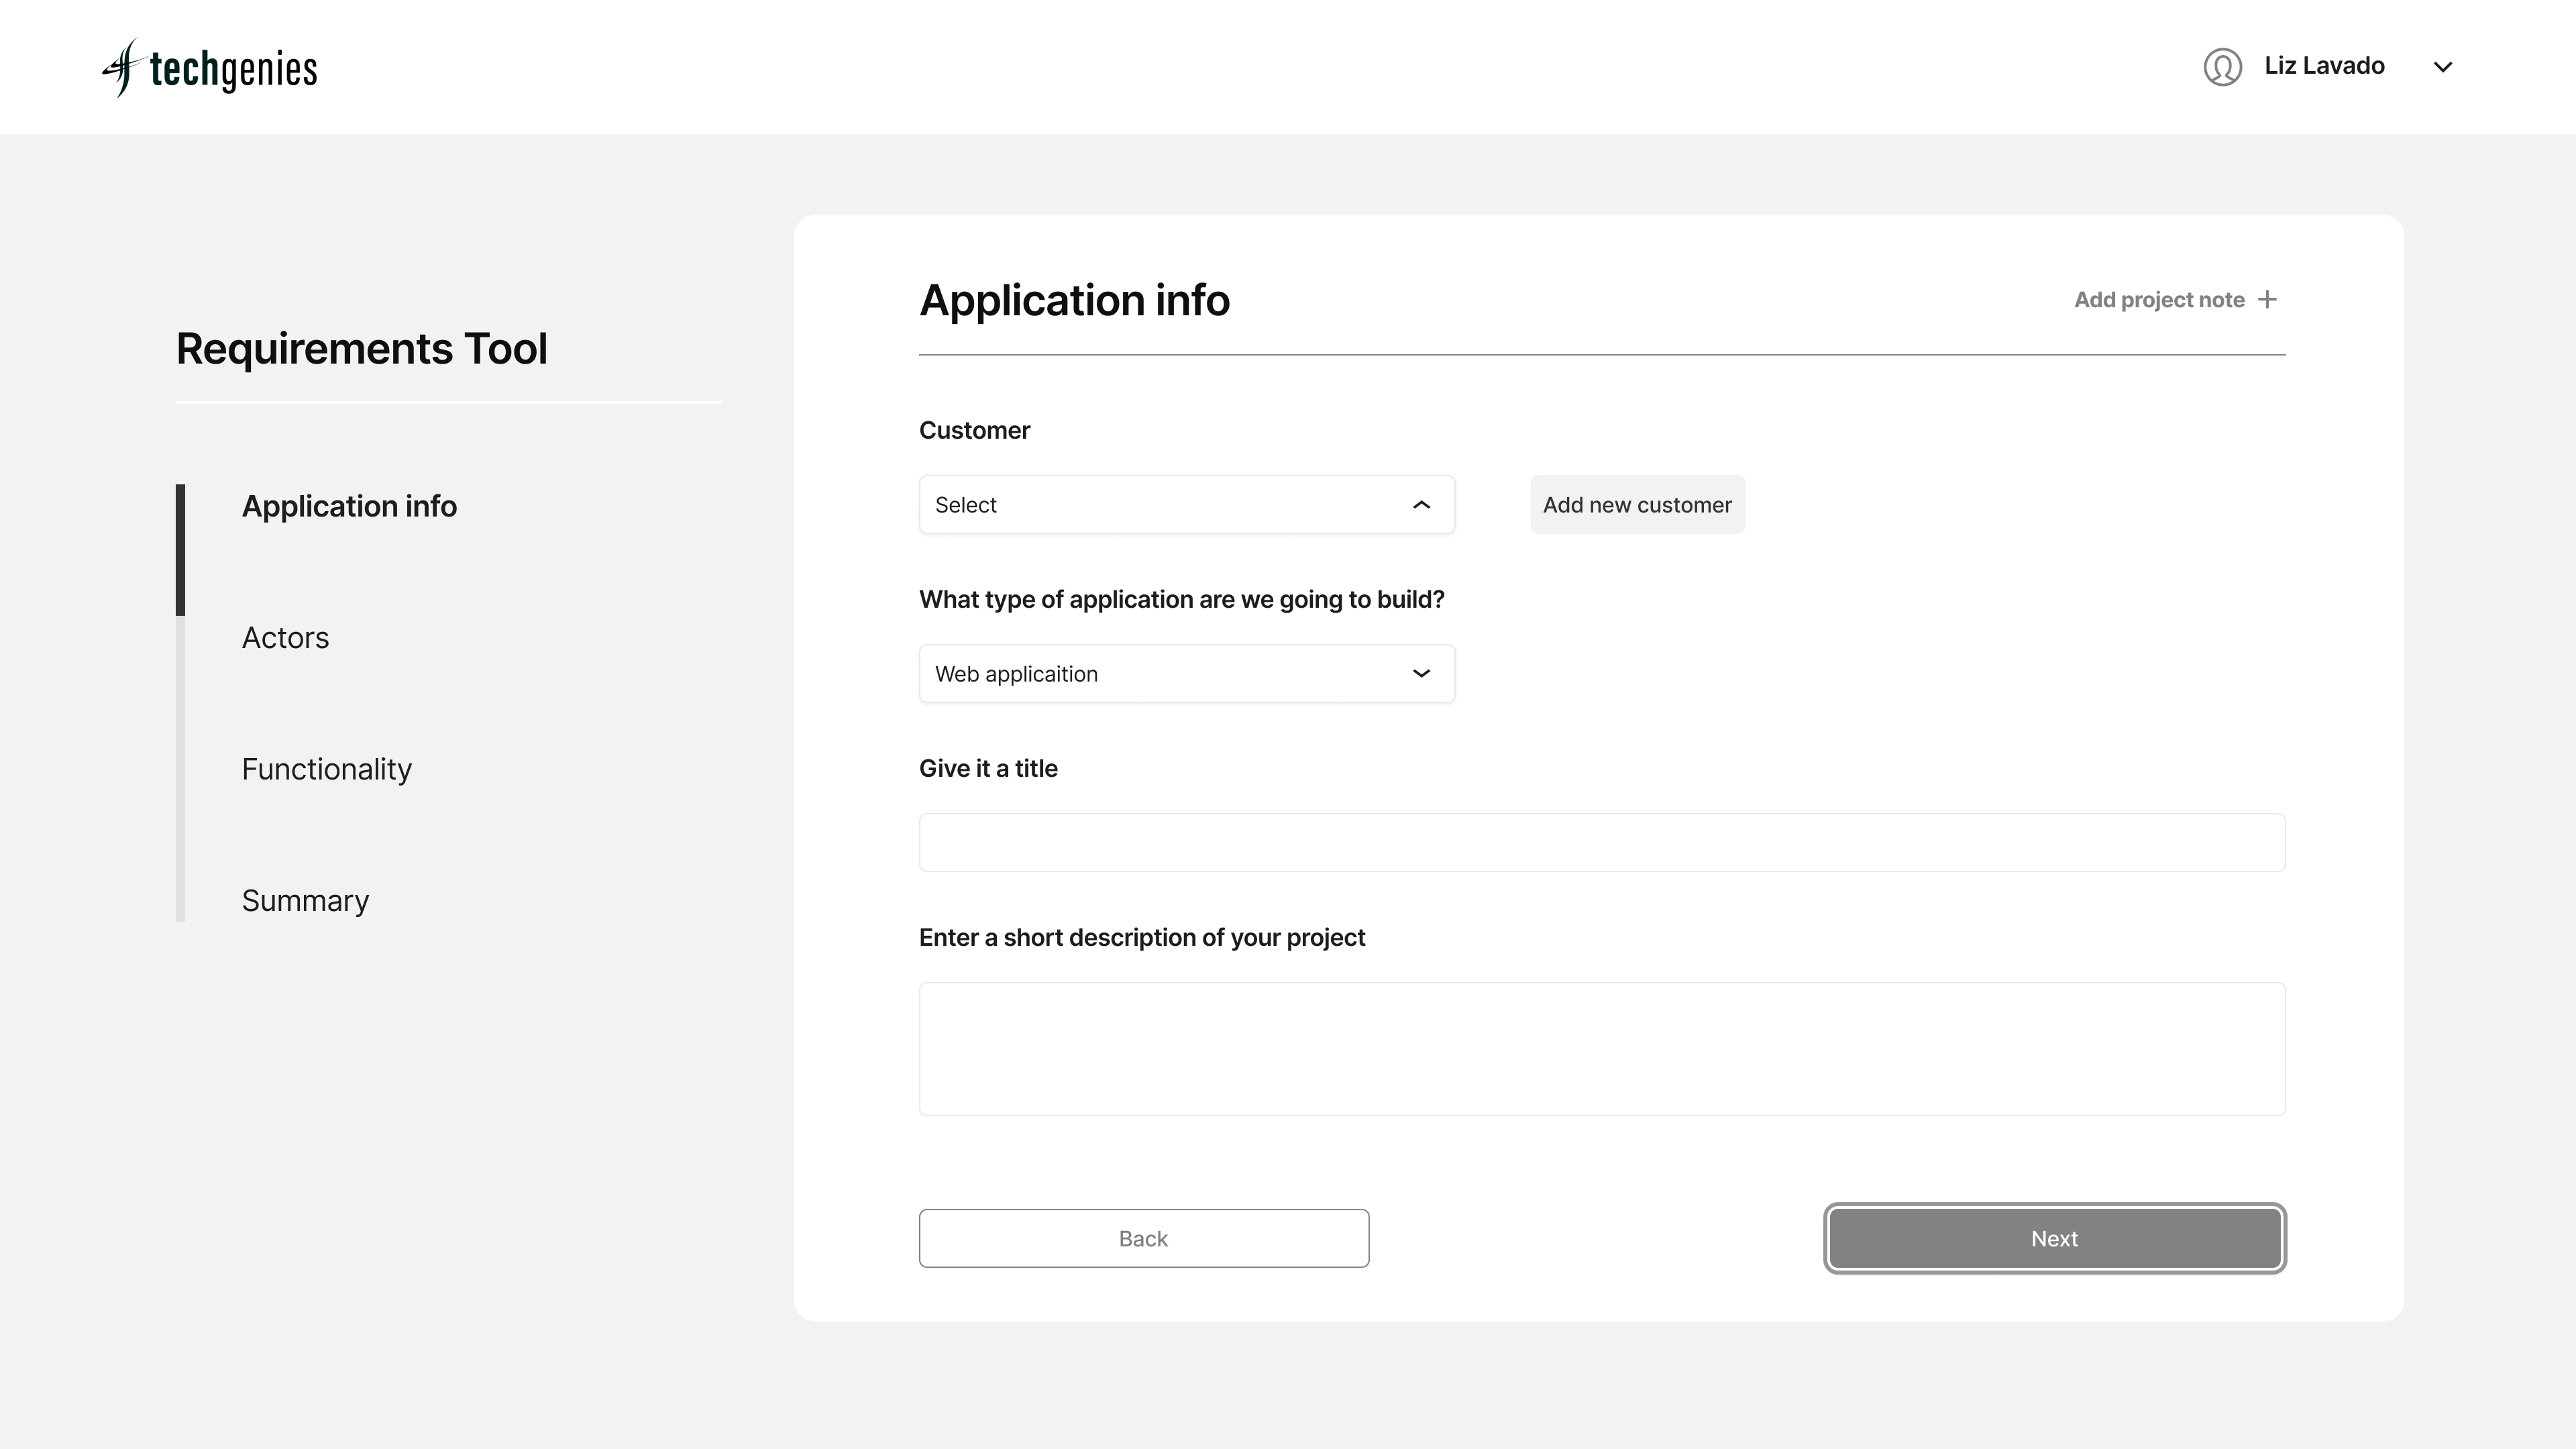 techgenies
Liz Lavado
Requirements Tool
Application info
Actors
Functionality
Summary
Application info
Add project note
Customer
Select
Add new customer
What type of application are we going to build?
Web applicaition
Give it a title
Enter a short description of your project
Back
Next